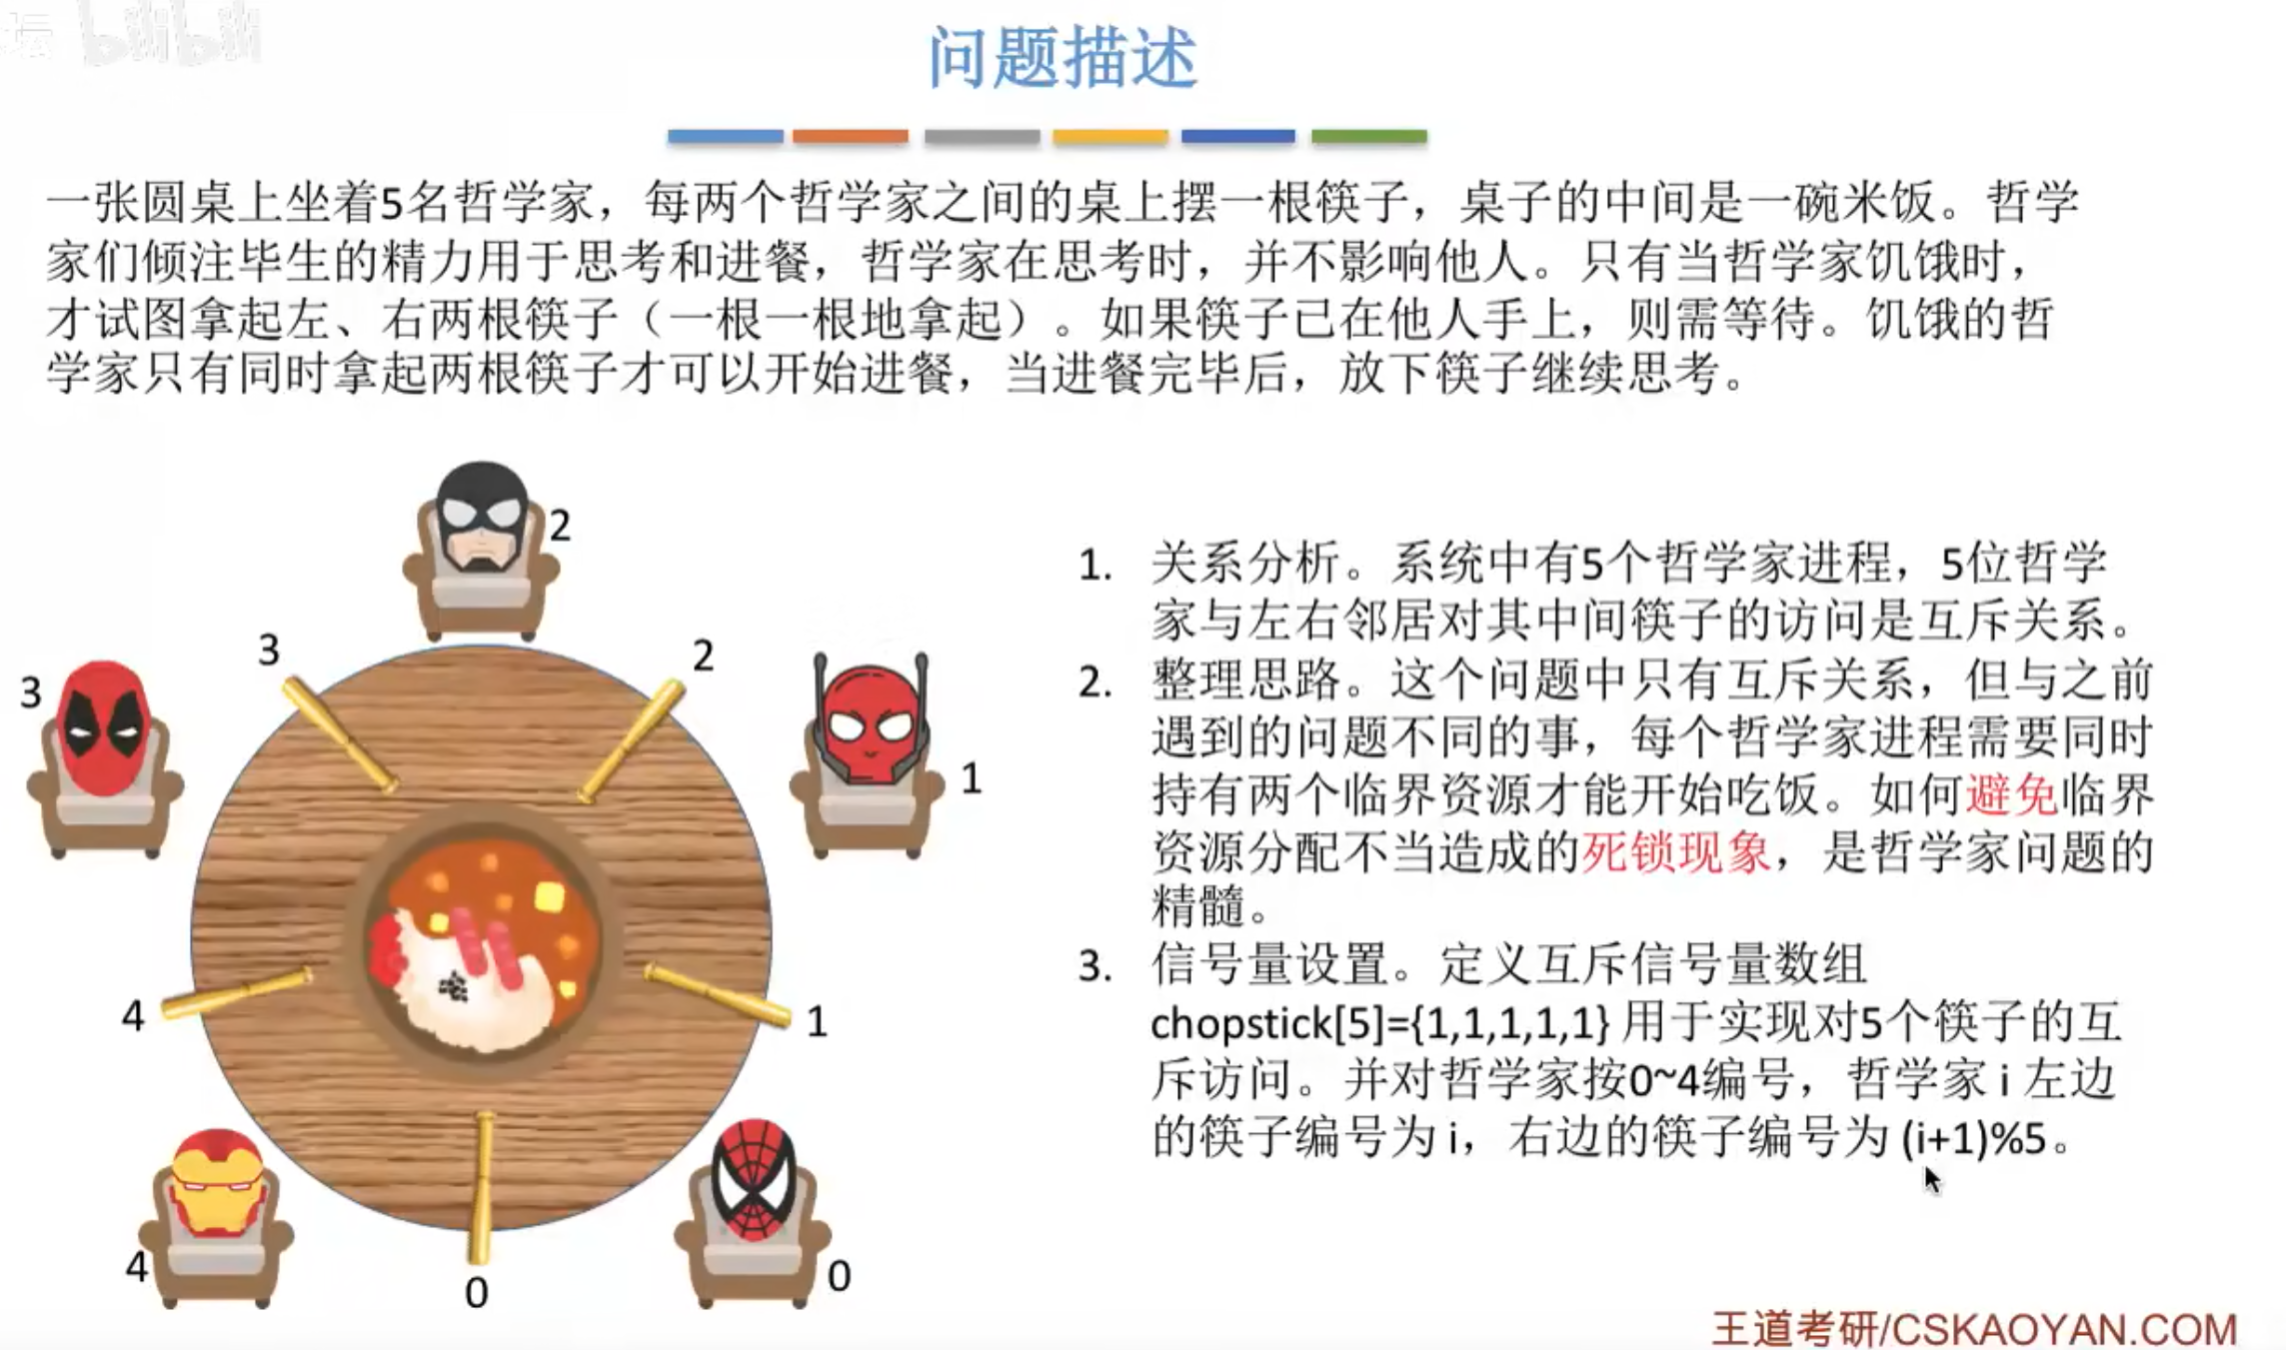 坛 bilibili
问题描述
一张圆桌上坐着5名哲学家，每两个哲学家之间的桌上摆一根筷子，桌子的中间是一碗米饭。哲学
家们倾注毕生的精力用于思考和进餐，哲学家在思考时，并不影响他人。只有当哲学家饥饿时，
才试图拿起左、右两根筷子（一根一根地拿起）。如果筷子已在他人手上，则需等待。饥饿的哲
学家只有同时拿起两根筷子才可以开始进餐，当进餐完毕后，放下筷子继续思考。
2
3
2
3
1
4
1
4
0
0
1. 关系分析。系统中有5个哲学家进程，5位哲学
家与左右邻居对其中间筷子的访问是互斥关系。
2. 整理思路。这个问题中只有互斥关系，但与之前
遇到的问题不同的事，每个哲学家进程需要同时
持有两个临界资源才能开始吃饭。如何避免临界
资源分配不当造成的死锁现象，是哲学家问题的
精髓。
3. 信号量设置。定义互斥信号量数组
chopstick[5]={1,1,1,1,1} 用于实现对5个筷子的互
斥访问。并对哲学家按0~4编号，哲学家 i 左边
的筷子编号为 i，右边的筷子编号为 (i+1)%5。
王道考研/CSKAOYAN.COM